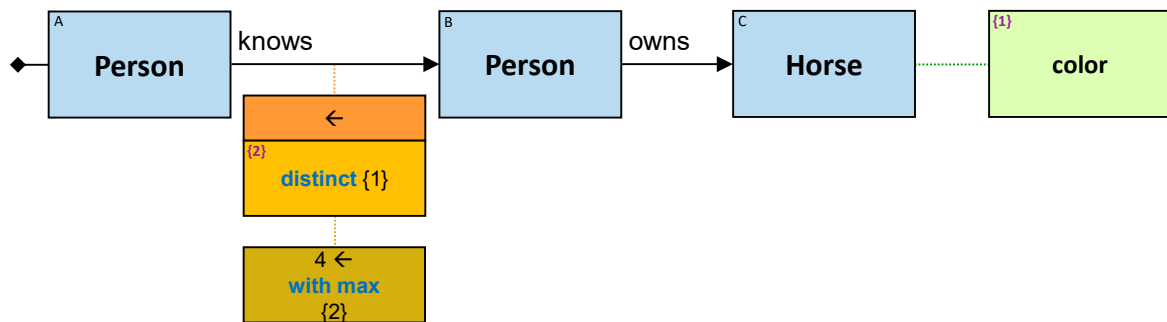 A
Person
knows
B
Person
owns
C
Horse
{1}
color
←
{2}
distinct {1}
4 ←
with max
{2}